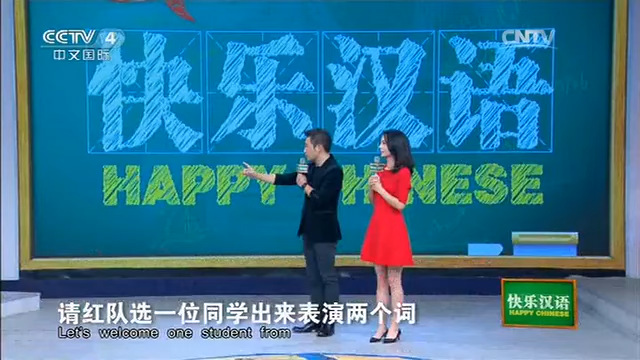 CCTV 4
CNTV
中文国际
快乐汉语
HAPPY CHINESE
请红队选一位同学出来表演两个词
Let's welcome one student from
快乐汉语
HAPPY CHINESE